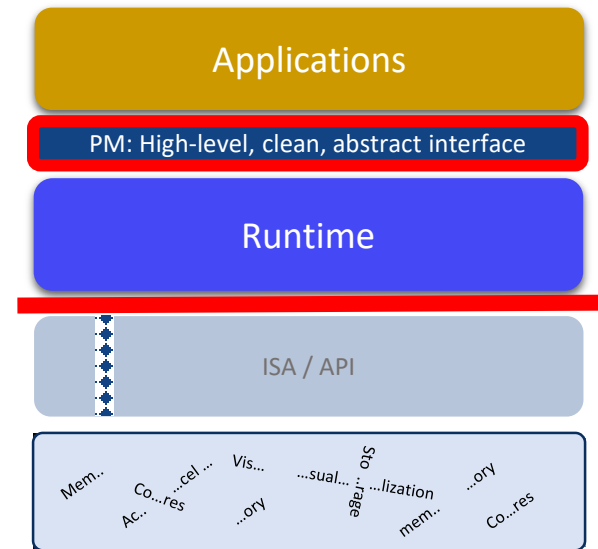 Applications
PM: High-level, clean, abstract interface
Runtime
ISA / API
Mem..
Co...res
Ac..
...cel ...
Vis...
...ory
...sual...
Sto ..rage
...lization
mem..
...ory
Co...res